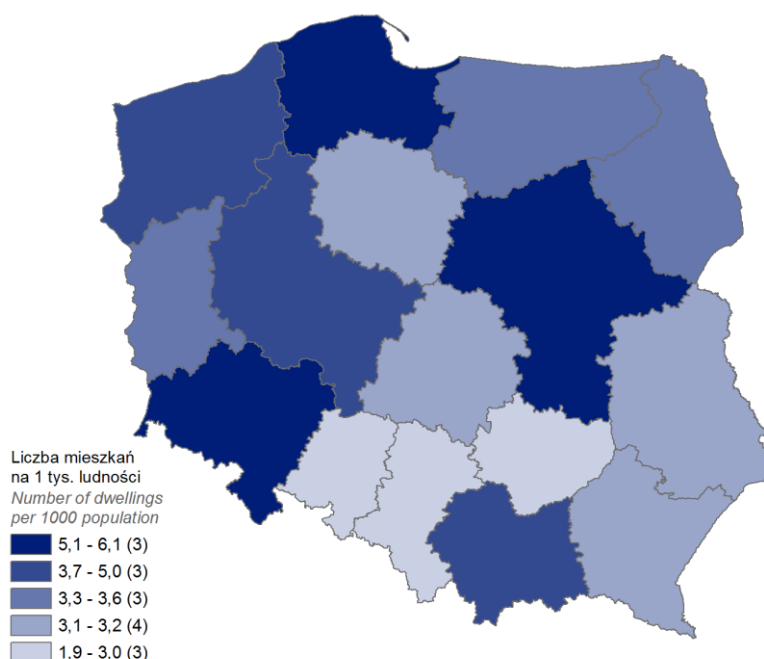 Liczba mieszkań
na 1 tys. ludności
Number of dwellings
per 1000 population
5,1 - 6,1 (3)
3,7 - 5,0 (3)
3,3 - 3,6 (3)
3,1 - 3,2 (4)
1,9 - 3,0 (3)